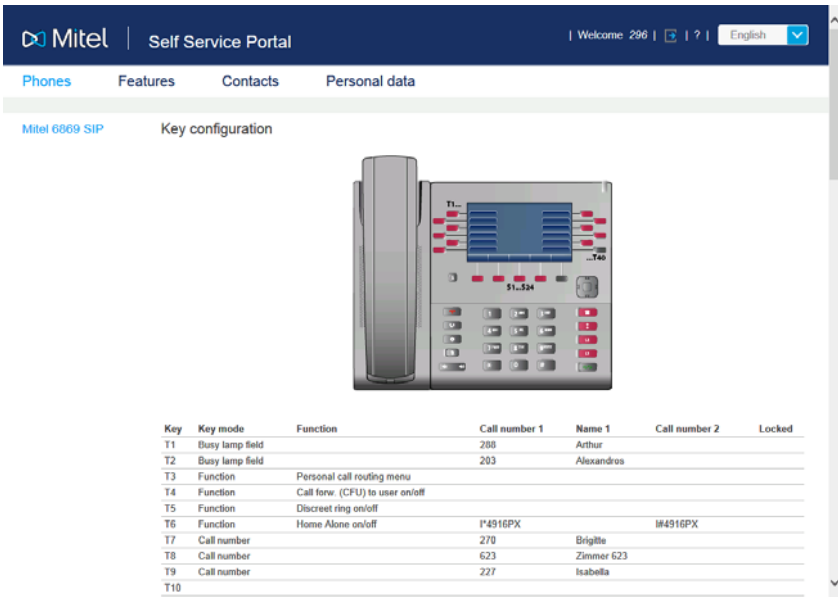 Mitel | Self Service Portal | Welcome 296 | | ? | English
Phones Features Contacts Personal data
Mitel 6869 SIP Key configuration
T1...
...T40
S1...S24
Key Key mode Function Call number 1 Name 1 Call number 2 Locked
T1 Busy lamp field 288 Arthur
T2 Busy lamp field 203 Alexandros
T3 Function Personal call routing menu
T4 Function Call forw. (CFU) to user on/off
T5 Function Discreet ring on/off
T6 Function Home Alone on/off I*4916PX I#4916PX
T7 Call number 270 Brigitte
T8 Call number 623 Zimmer 623
T9 Call number 227 Isabella
T10